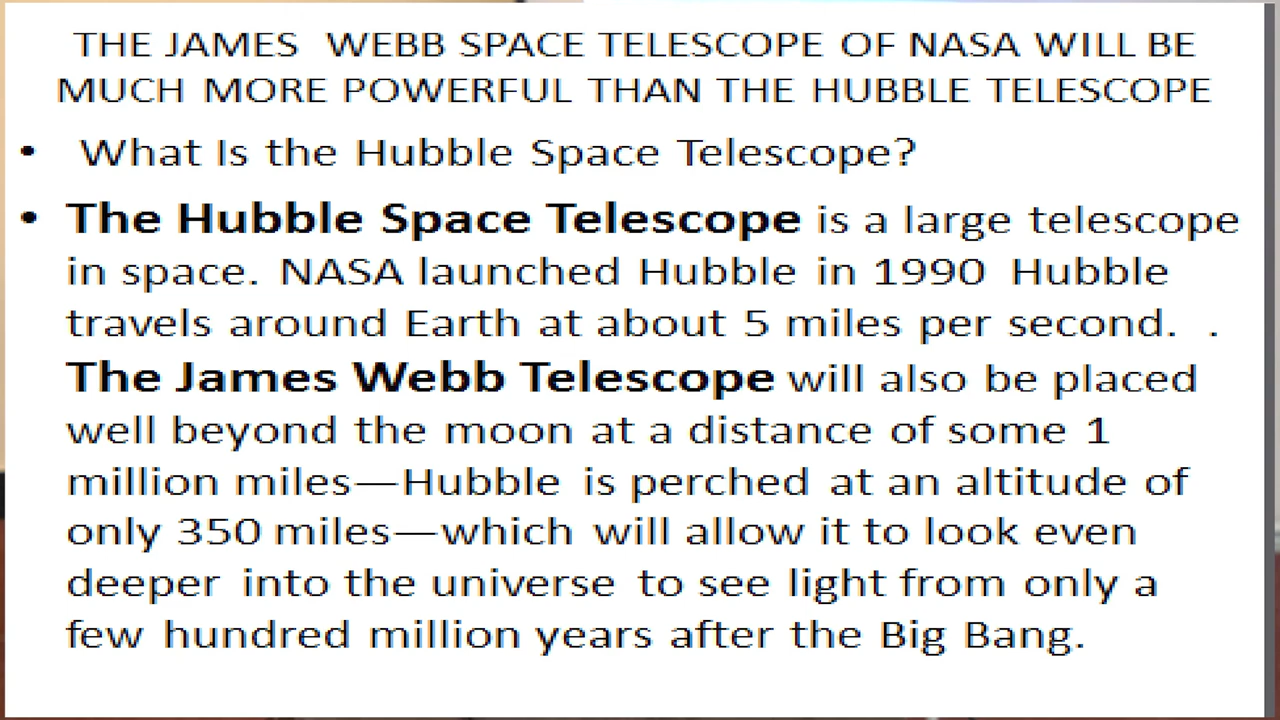 THE JAMES WEBB SPACE TELESCOPE OF NASA WILL BE
MUCH MORE POWERFUL THAN THE HUBBLE TELESCOPE
• What Is the Hubble Space Telescope?
• The Hubble Space Telescope is a large telescope
in space. NASA launched Hubble in 1990 Hubble
travels around Earth at about 5 miles per second. .
The James Webb Telescope will also be placed
well beyond the moon at a distance of some 1
million miles—Hubble is perched at an altitude of
only 350 miles—which will allow it to look even
deeper into the universe to see light from only a
few hundred million years after the Big Bang.